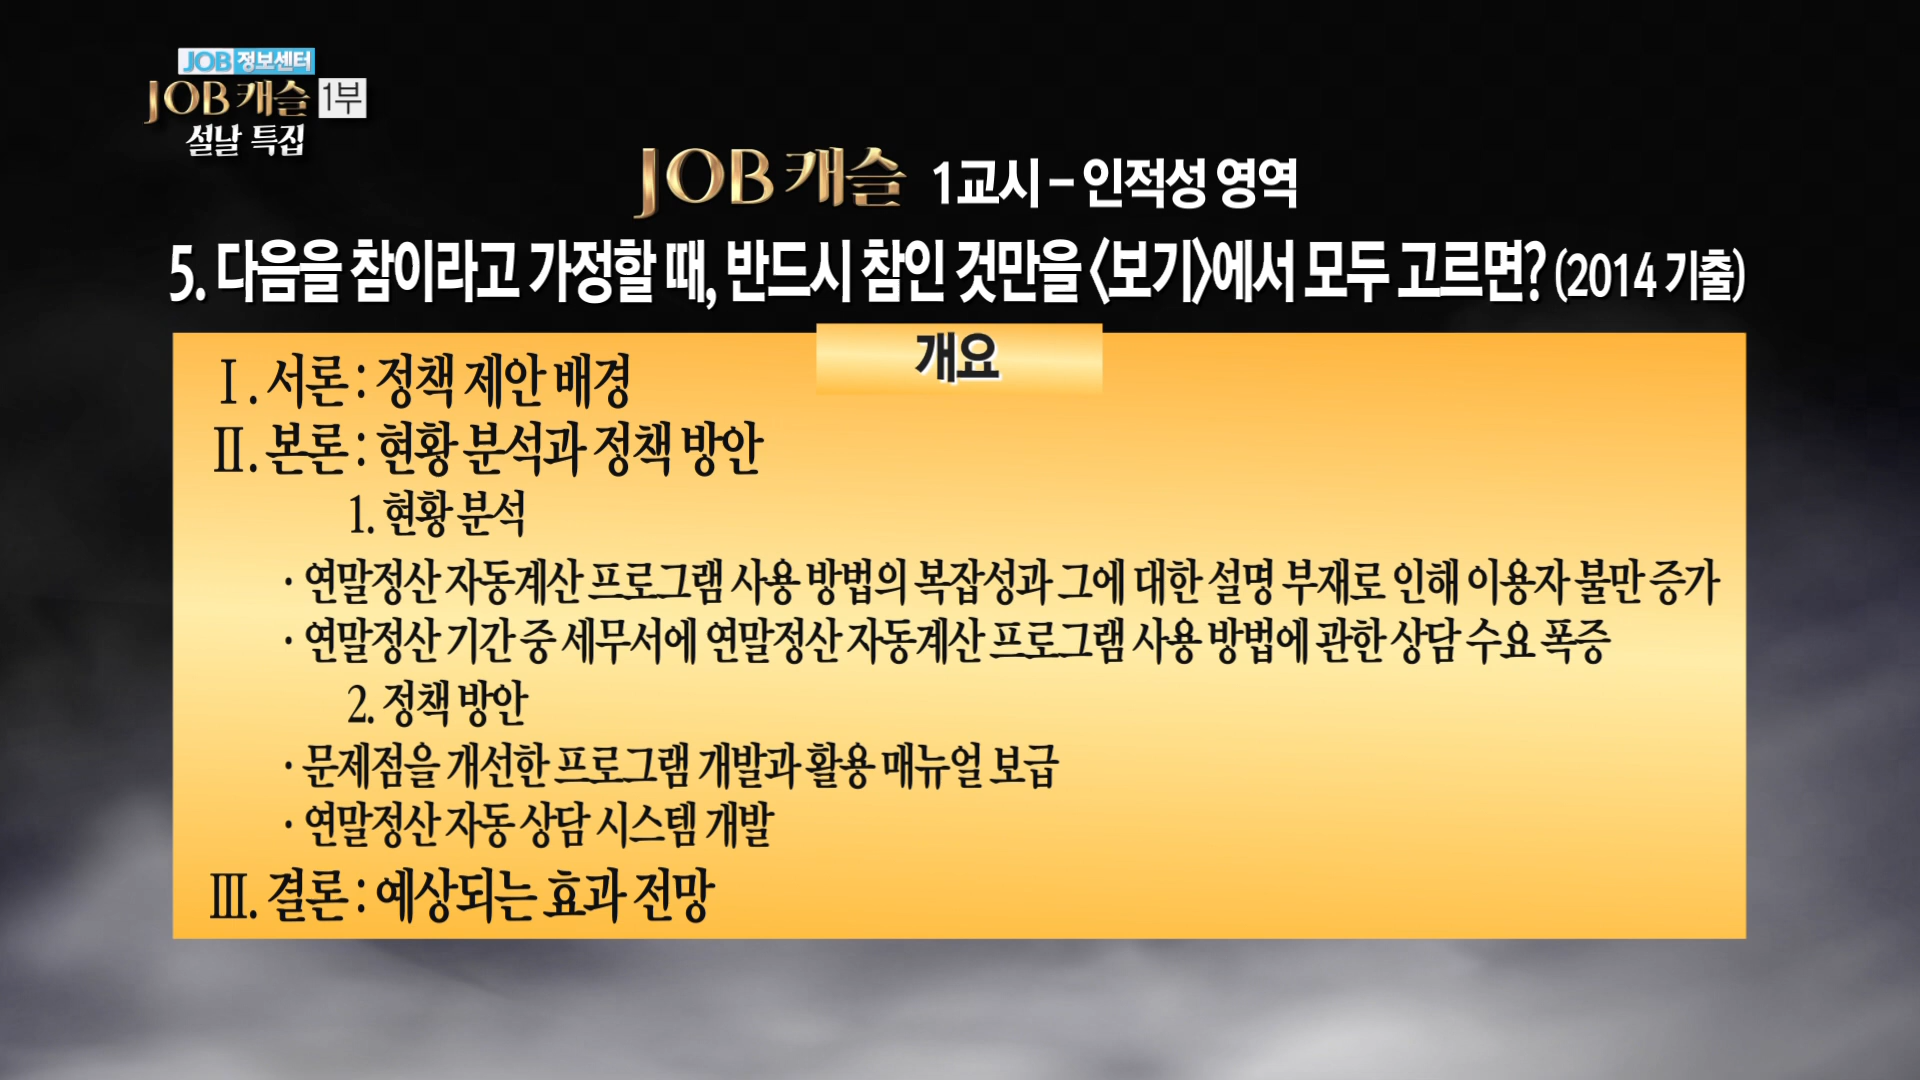 JOB 정보센터
JOB 캐슬 1부
설날 특집
JOB 캐슬 1교시 - 인적성 영역
5. 다음을 참이라고 가정할 때, 반드시 참인 것만을 <보기>에서 모두 고르면? (2014 기출)
개요
Ⅰ. 서론 : 정책 제안 배경
Ⅱ. 본론 : 현황 분석과 정책 방안
1. 현황 분석
· 연말정산 자동계산 프로그램 사용 방법의 복잡성과 그에 대한 설명 부재로 인해 이용자 불만 증가
· 연말정산 기간 중 세무서에 연말정산 자동계산 프로그램 사용 방법에 관한 상담 수요 폭증
2. 정책 방안
· 문제점을 개선한 프로그램 개발과 활용 매뉴얼 보급
· 연말정산 자동 상담 시스템 개발
Ⅲ. 결론 : 예상되는 효과 전망